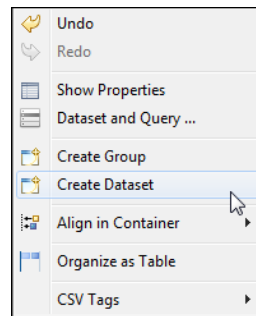 Undo
Redo
Show Properties
Dataset and Query ...
Create Group
Create Dataset
Align in Container
Organize as Table
CSV Tags